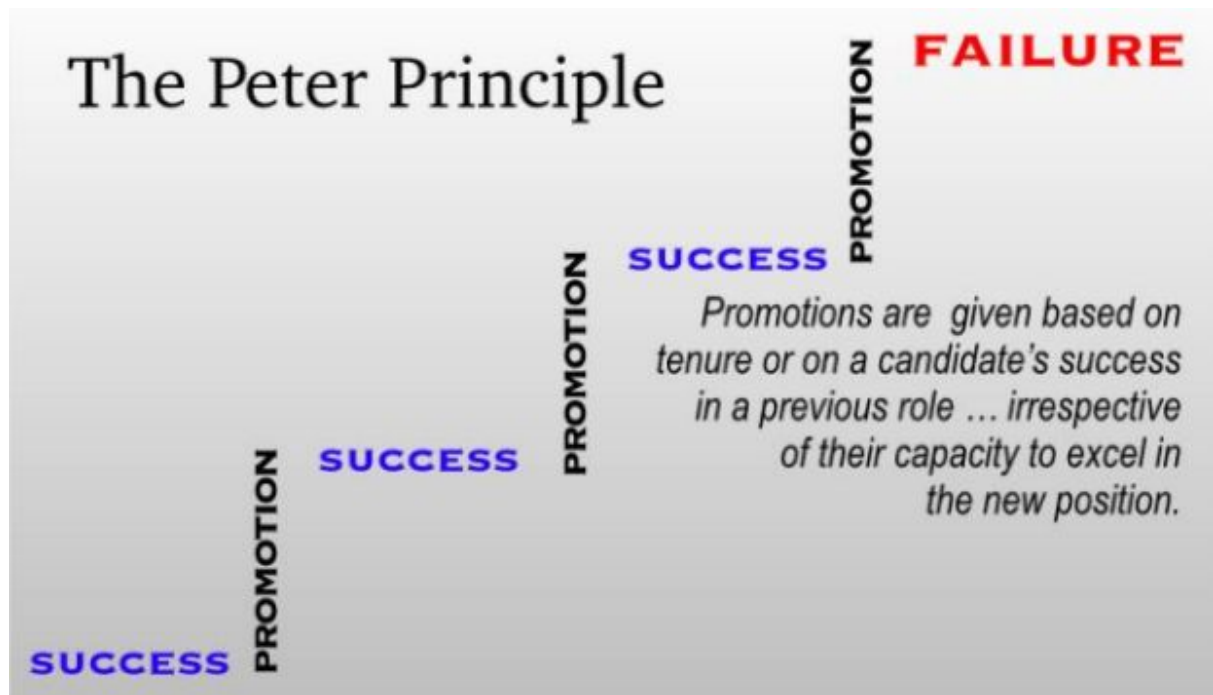 The Peter Principle
FAILURE
PROMOTION
SUCCESS
PROMOTION
Promotions are given based on
tenure or on a candidate’s success
in a previous role ... irrespective
of their capacity to excel in
the new position.
SUCCESS
PROMOTION
SUCCESS